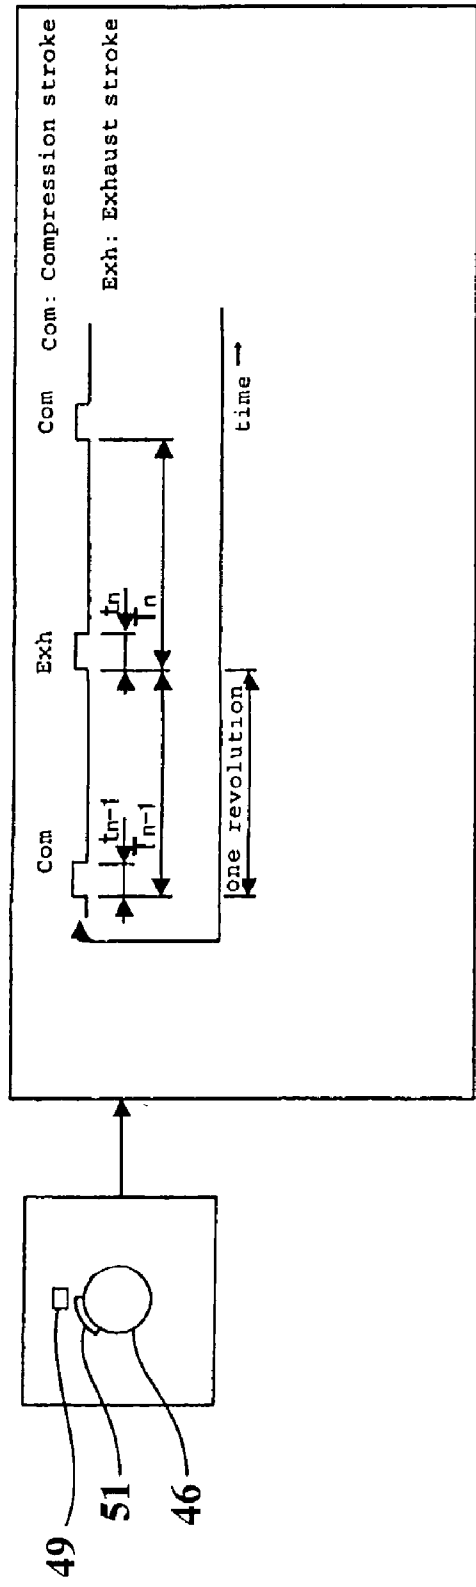 Com: Compression stroke
Exh: Exhaust stroke
Com
Exh
Com
tn-1
Tn-1
tn
Tn
one revolution
time →
49
51
46